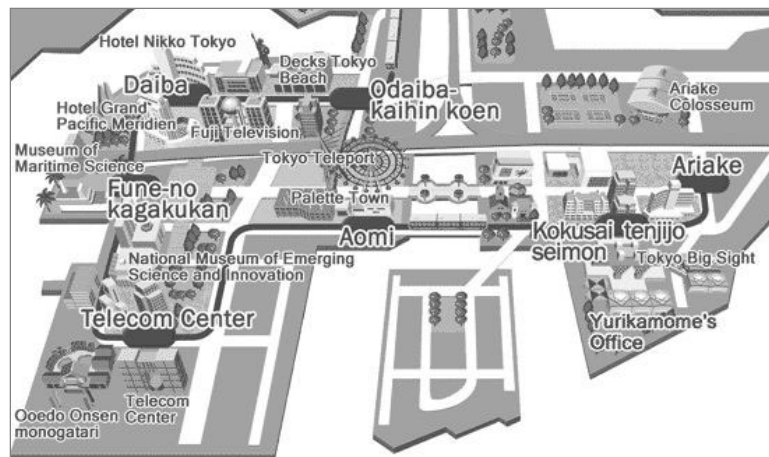 Hotel Nikko Tokyo
Decks Tokyo
Beach
Daiba
Odaiba-
kaihin koen
Ariake
Colosseum
Hotel Grand
Pacific Meridien
Fuji Television
Museum of
Maritime Science
Tokyo Teleport
Ariake
Fune-no
kagakukan
Palette Town
Aomi
Kokusai tenjijo
seimon
National Museum of Emerging
Science and Innovation
Tokyo Big Sight
Telecom Center
Yurikamome's
Office
Ooedo Onsen
monogatari
Telecom
Center